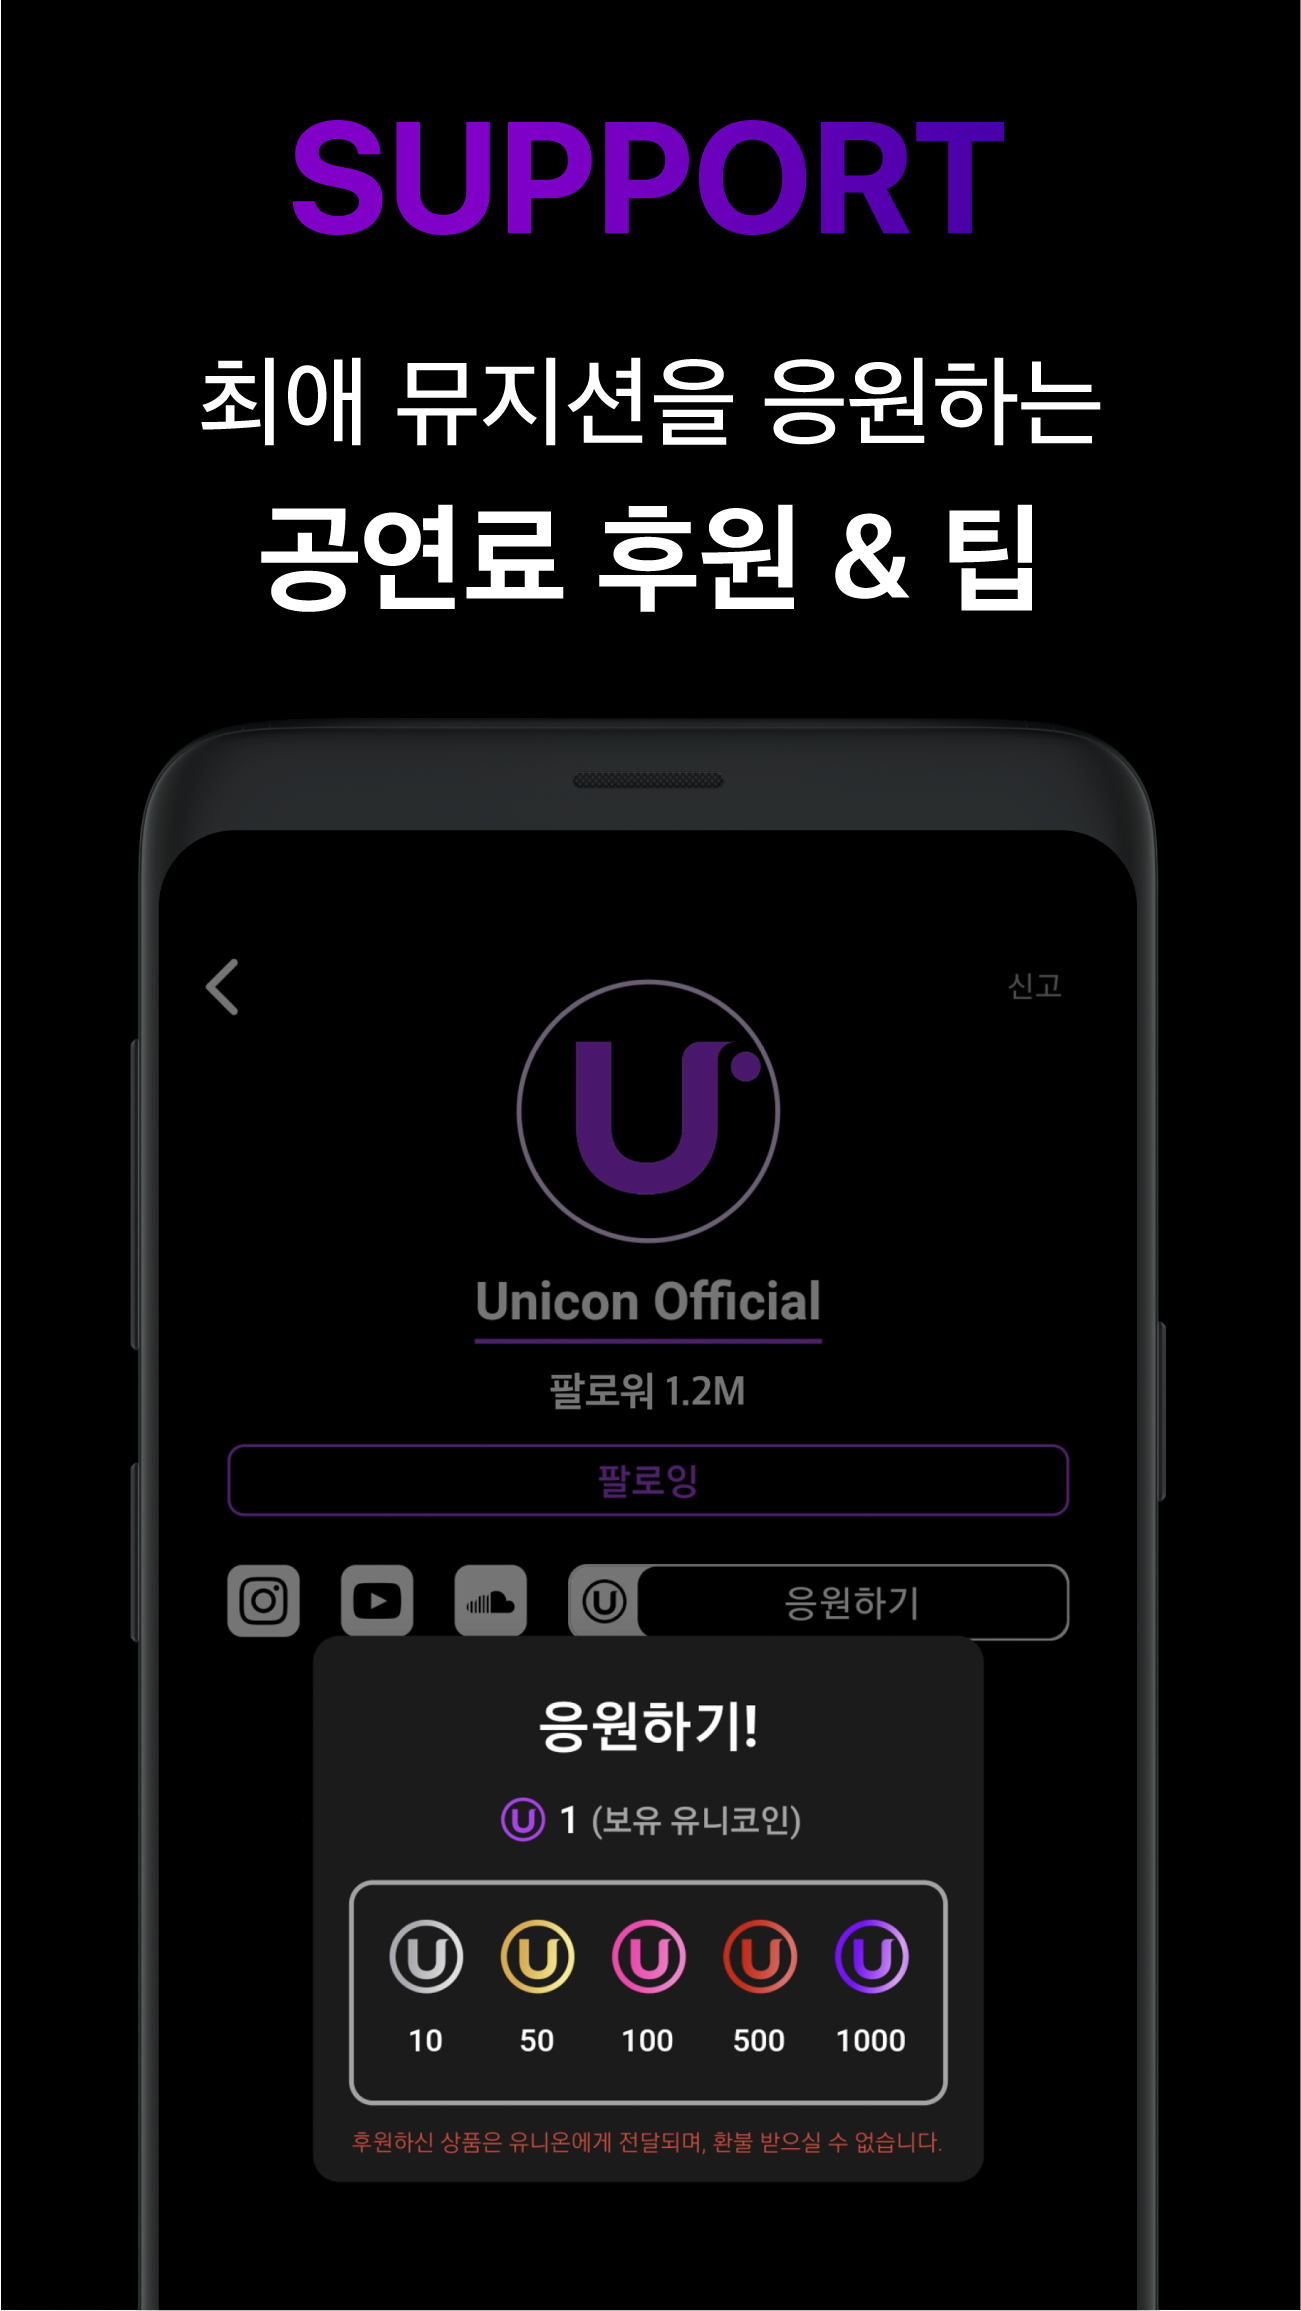 SUPPORT
최애 뮤지션을 응원하는
공연료 후원 & 팁
신고
Unicon Official
팔로워 1.2M
팔로잉
응원하기
응원하기!
1 (보유 유니코인)
10 50 100 500 1000
후원하신 상품은 유니온에게 전달되며, 환불 받으실 수 없습니다.